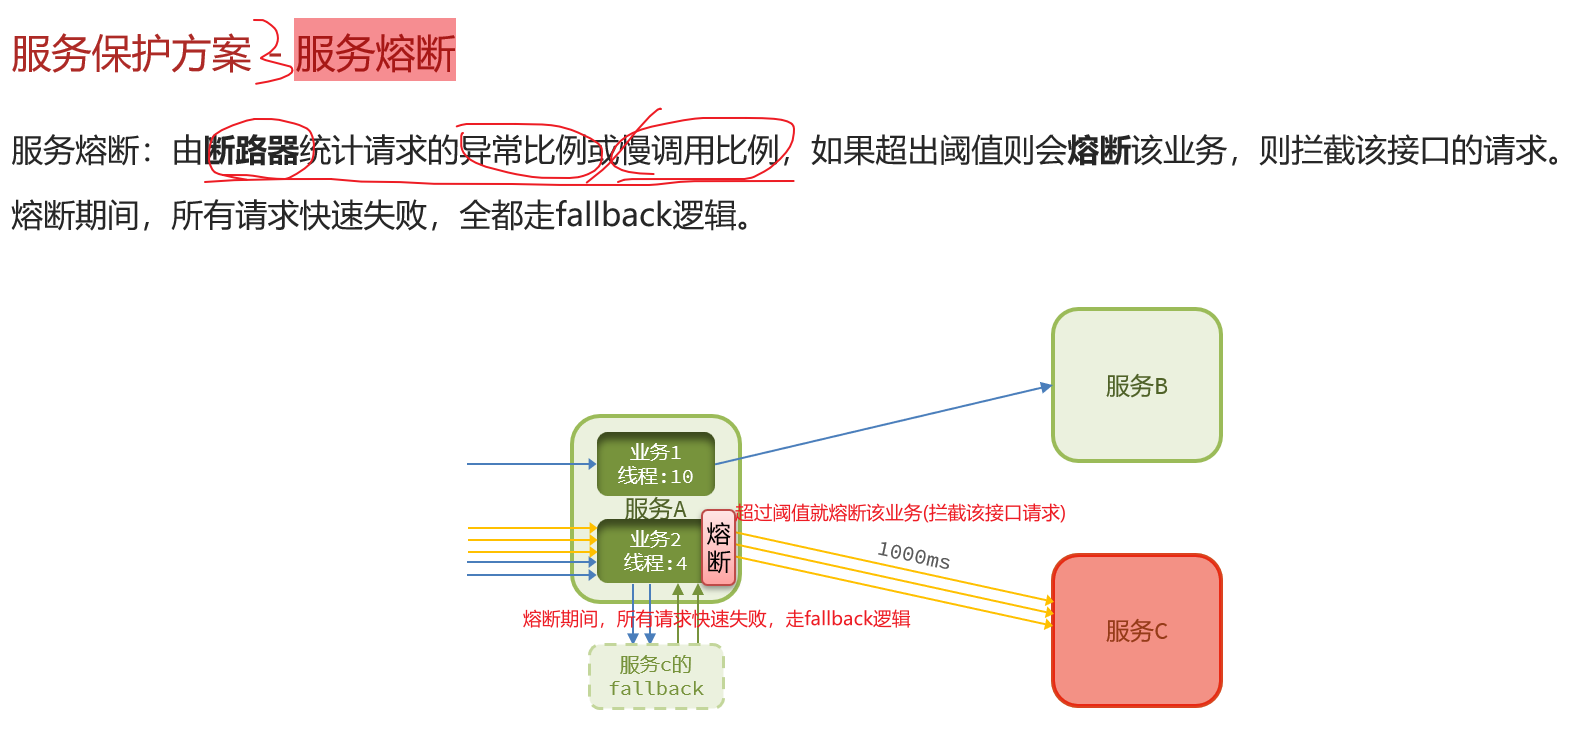 服务保护方案 - 服务熔断
服务熔断：由断路器统计请求的异常比例或慢调用比例，如果超出阈值则会熔断该业务，则拦截该接口的请求。
熔断期间，所有请求快速失败，全都走fallback逻辑。
服务B
业务1
线程:10
服务A
超过阈值就熔断该业务(拦截该接口请求)
业务2
线程:4
熔
断
1000ms
熔断期间，所有请求快速失败，走fallback逻辑
服务C
服务c的
fallback